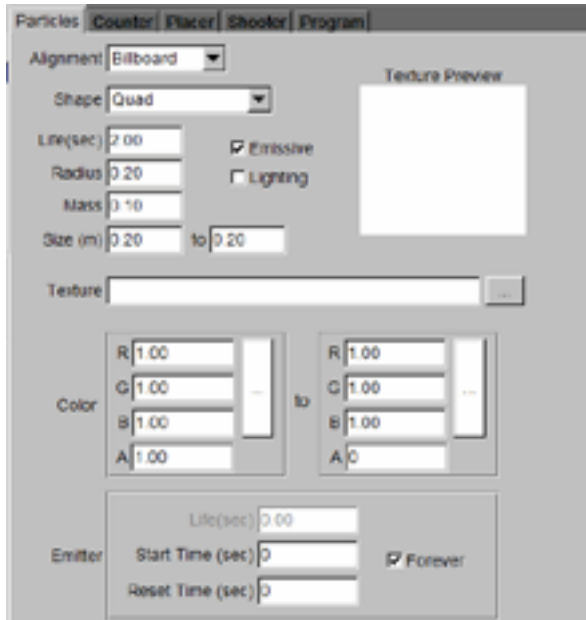 Particles Counter Placer Shooter Program
Alignment Billboard
Texture Preview
Shape Quad
Life(sec) 2.00
Emissive
Radius 0.20
Lighting
Mass 0.10
Size (m) 0.20 to 0.20
Texture ...
R 1.00 R 1.00
G 1.00 ... G 1.00 ...
Color to
B 1.00 B 1.00
A 1.00 A 0
Life(sec) 0.00
Emitter Start Time (sec) 0 Forever
Reset Time (sec) 0